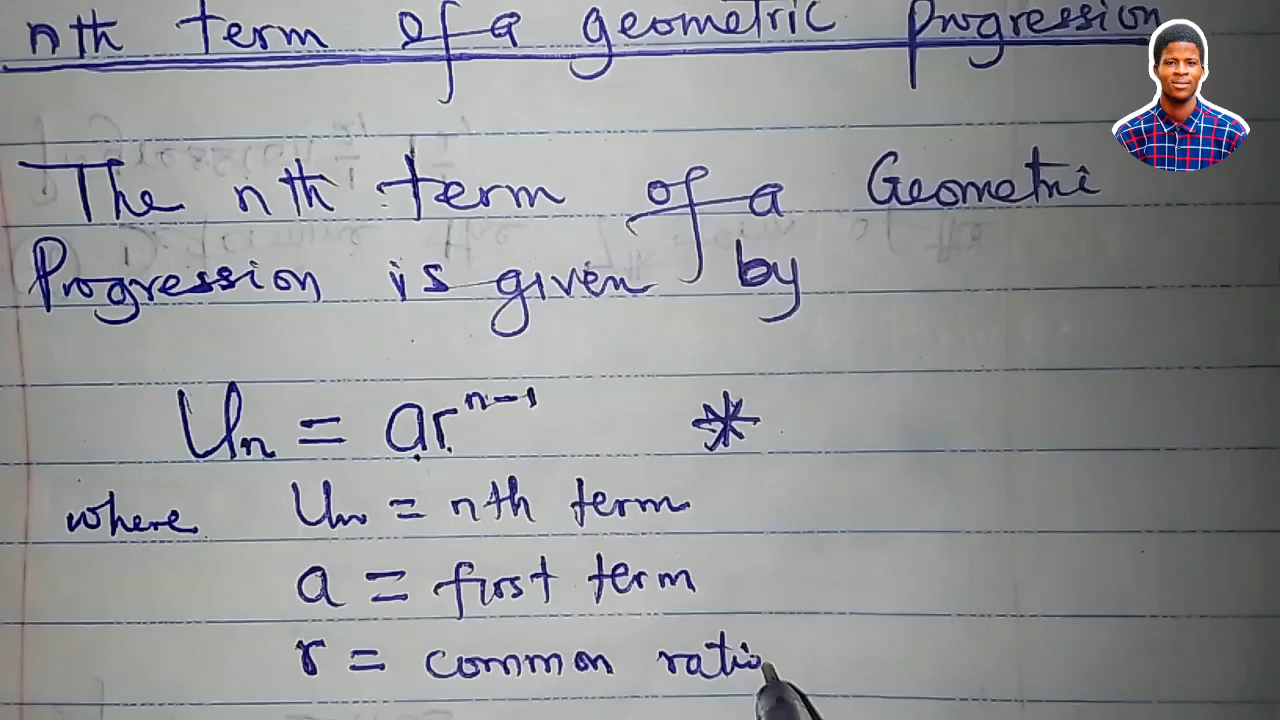 nth term of a geometric progression
The nth term of a Geometri
Progression is given by
Un = ar^n-1 *
where Un = nth term
a = first term
r = common ratio